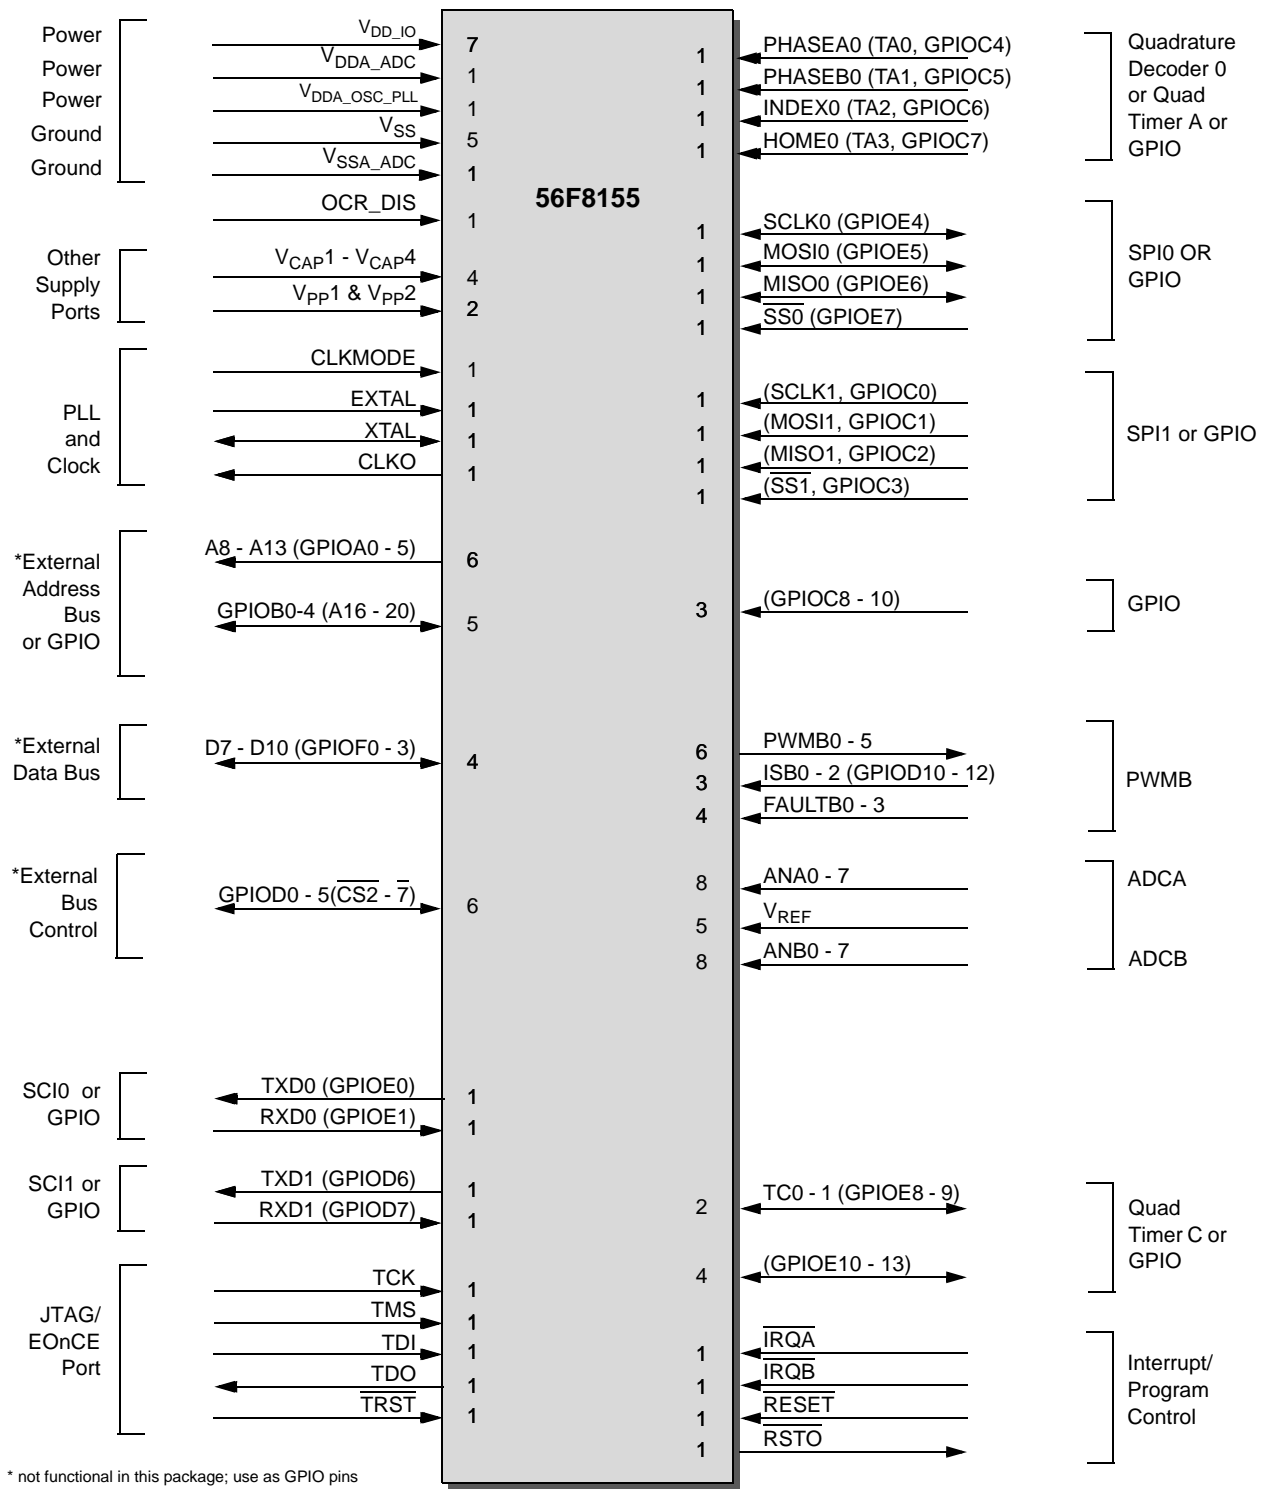 56F8155
Power
V_DD_IO 7
Power
V_DDA_ADC 1
Power
V_DDA_OSC_PLL 1
Ground
V_SS 5
Ground
V_SSA_ADC 1
OCR_DIS 1
Other
Supply
Ports
V_CAP1 - V_CAP4 4
V_PP1 & V_PP2 2
PLL
and
Clock
CLKMODE 1
EXTAL 1
XTAL 1
CLKO 1
*External
Address
Bus
or GPIO
A8 - A13 (GPIOA0 - 5) 6
GPIOB0-4 (A16 - 20) 5
*External
Data Bus
D7 - D10 (GPIOF0 - 3) 4
*External
Bus
Control
GPIOD0 - 5(CS2 - 7) 6
SCI0 or
GPIO
TXD0 (GPIOE0) 1
RXD0 (GPIOE1) 1
SCI1 or
GPIO
TXD1 (GPIOD6) 1
RXD1 (GPIOD7) 1
JTAG/
EOnCE
Port
TCK 1
TMS 1
TDI 1
TDO 1
TRST 1
1 PHASEA0 (TA0, GPIOC4)
1 PHASEB0 (TA1, GPIOC5)
1 INDEX0 (TA2, GPIOC6)
1 HOME0 (TA3, GPIOC7)
Quadrature
Decoder 0
or Quad
Timer A or
GPIO
1 SCLK0 (GPIOE4)
1 MOSI0 (GPIOE5)
1 MISO0 (GPIOE6)
1 SS0 (GPIOE7)
SPI0 OR
GPIO
1 (SCLK1, GPIOC0)
1 (MOSI1, GPIOC1)
1 (MISO1, GPIOC2)
1 (SS1, GPIOC3)
SPI1 or GPIO
3 (GPIOC8 - 10)
GPIO
6 PWMB0 - 5
3 ISB0 - 2 (GPIOD10 - 12)
4 FAULTB0 - 3
PWMB
8 ANA0 - 7
5 V_REF
8 ANB0 - 7
ADCA
ADCB
2 TC0 - 1 (GPIOE8 - 9)
4 (GPIOE10 - 13)
Quad
Timer C or
GPIO
1 IRQA
1 IRQB
1 RESET
1 RSTO
Interrupt/
Program
Control
* not functional in this package; use as GPIO pins